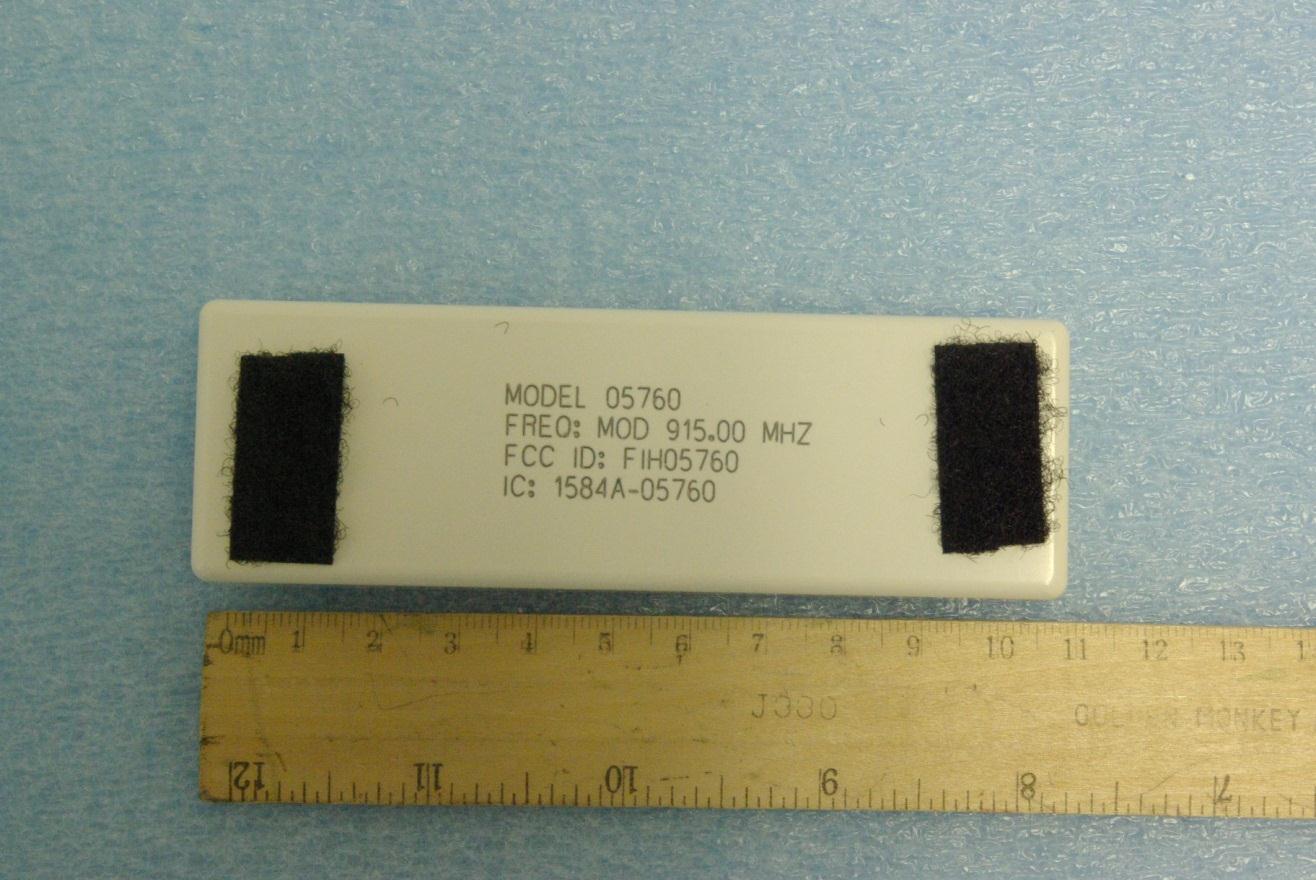 MODEL 05760
FREQ: MOD 915.00 MHZ
FCC ID: FIH05760
IC: 1584A-05760
0mm 1 2 3 4 5 6 7 8 9 10 11 12 13
J330
GOLDEN MONKEY
12 11 10 9 8 7